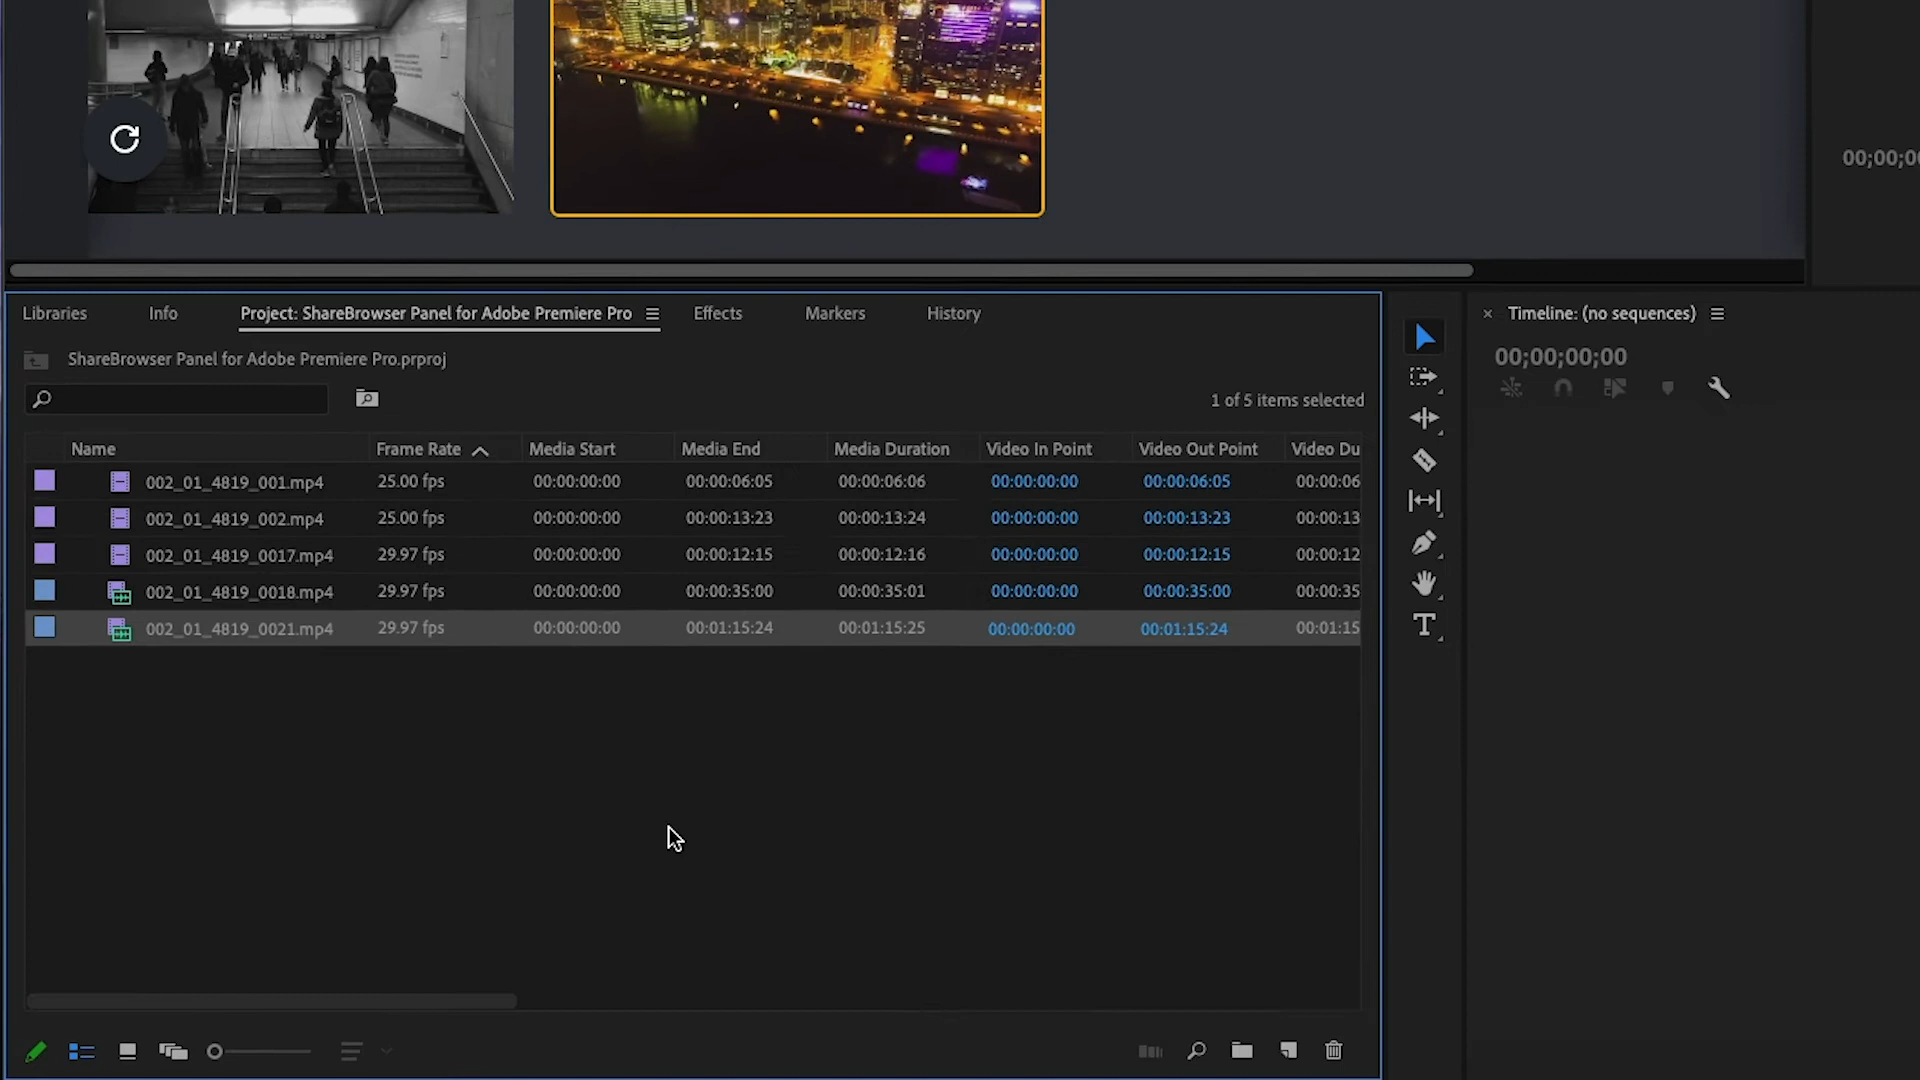 00;00;0
Libraries
Info
Project: ShareBrowser Panel for Adobe Premiere Pro
Effects
Markers
History
Timeline: (no sequences)
ShareBrowser Panel for Adobe Premiere Pro.prproj
00;00;00;00
1 of 5 items selected
Name Frame Rate Media Start Media End Media Duration Video In Point Video Out Point Video Du
002_01_4819_001.mp4 25.00 fps 00:00:00:00 00:00:06:05 00:00:06:06 00:00:00:00 00:00:06:05 00:00:06
002_01_4819_002.mp4 25.00 fps 00:00:00:00 00:00:13:23 00:00:13:24 00:00:00:00 00:00:13:23 00:00:13
002_01_4819_0017.mp4 29.97 fps 00:00:00:00 00:00:12:15 00:00:12:16 00:00:00:00 00:00:12:15 00:00:12
002_01_4819_0018.mp4 29.97 fps 00:00:00:00 00:00:35:00 00:00:35:01 00:00:00:00 00:00:35:00 00:00:35
002_01_4819_0021.mp4 29.97 fps 00:00:00:00 00:01:15:24 00:01:15:25 00:00:00:00 00:01:15:24 00:01:15